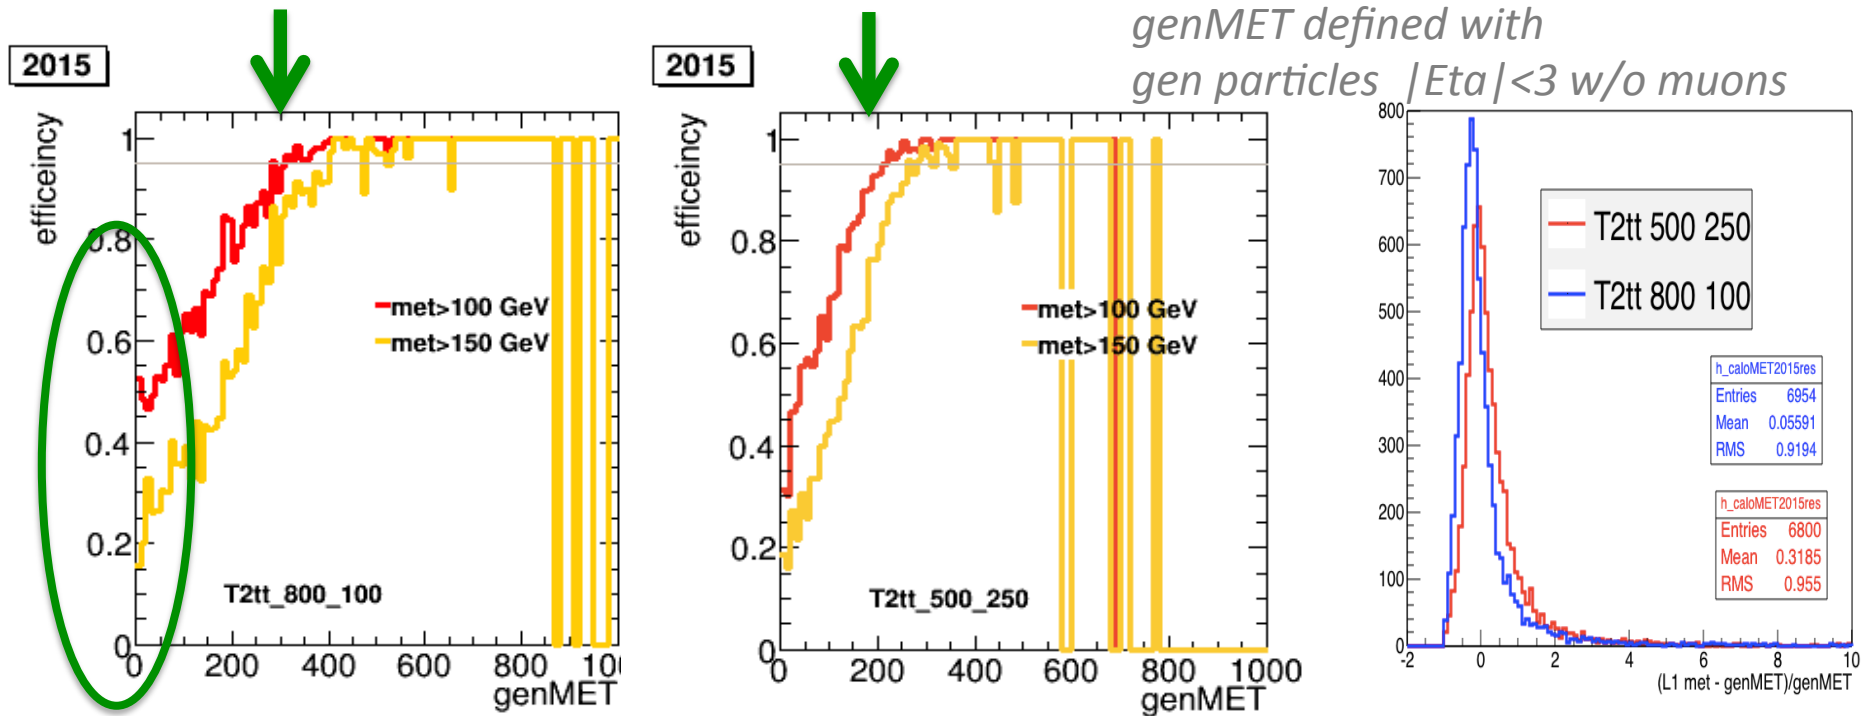 genMET defined with
gen particles |Eta|<3 w/o muons
2015
efficeincy
1
0.8
0.6
0.4
0.2
0
met>100 GeV
met>150 GeV
T2tt_800_100
0 200 400 600 800 100
genMET
2015
efficeincy
1
0.8
0.6
0.4
0.2
0
met>100 GeV
met>150 GeV
T2tt_500_250
0 200 400 600 800 1000
genMET
800
700
600
500
400
300
200
100
0
T2tt 500 250
T2tt 800 100
h_caloMET2015res
Entries 6954
Mean 0.05591
RMS 0.9194
h_caloMET2015res
Entries 6800
Mean 0.3185
RMS 0.955
-2 0 2 4 6 8 10
(L1 met - genMET)/genMET